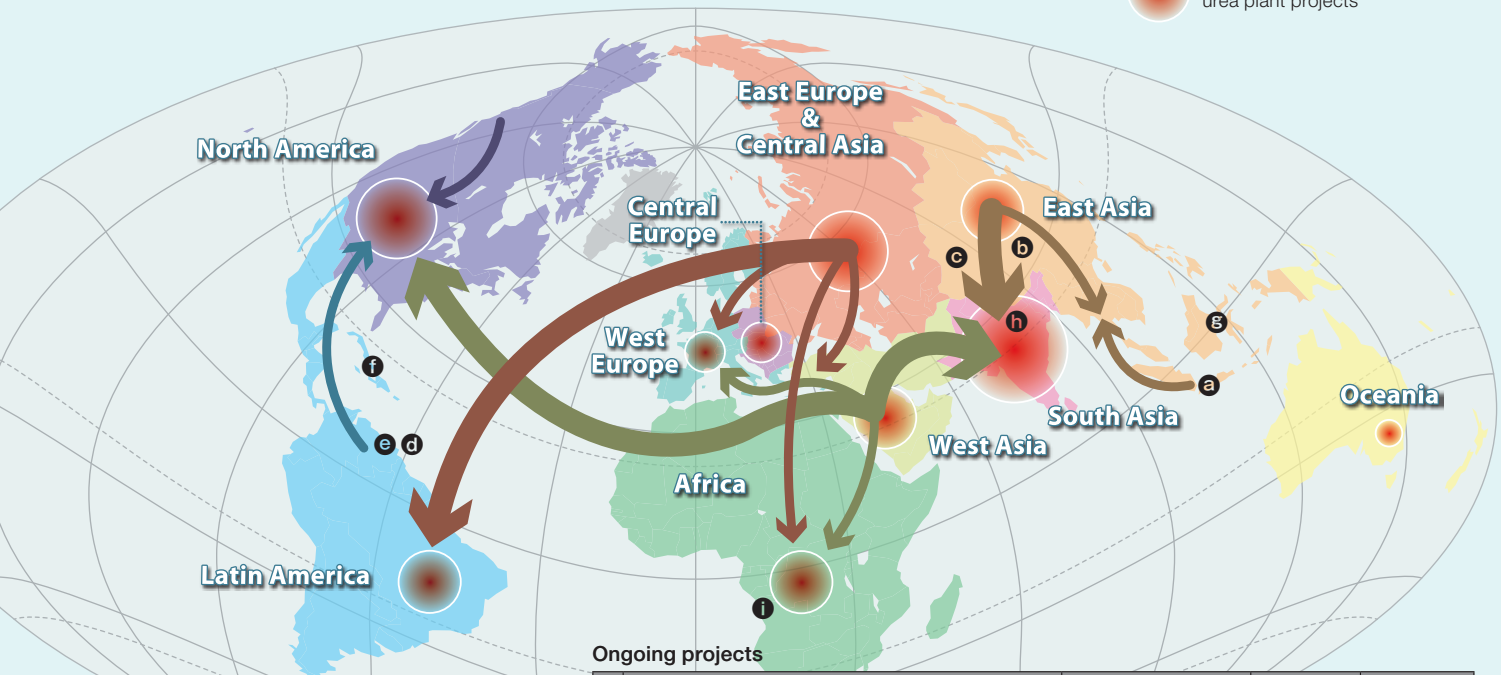 urea plant projects
East Europe
&
Central Asia
North America
Central
Europe
East Asia
c
b
h
g
West
Europe
f
a
Oceania
South Asia
e d
West Asia
Africa
Latin America
i
Ongoing projects